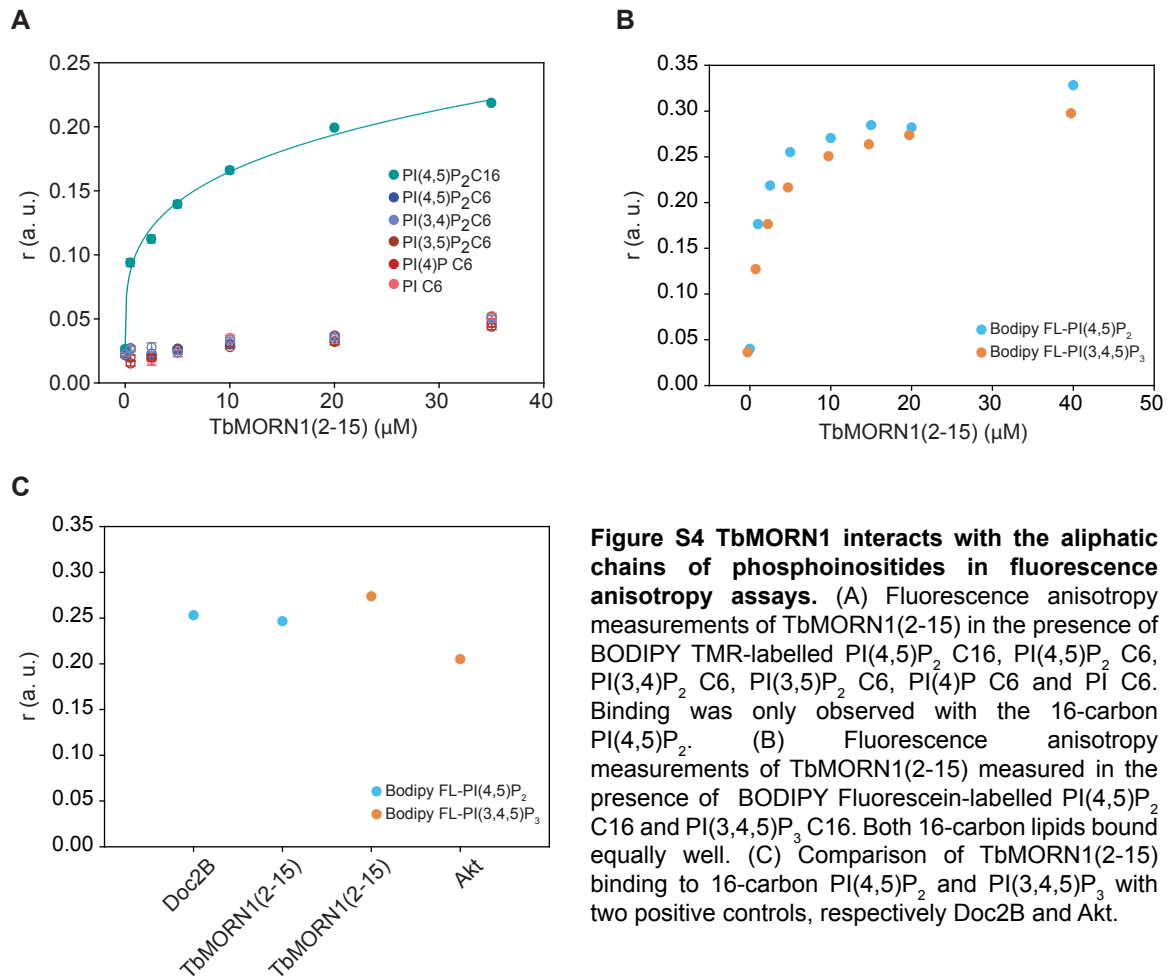 A
0.25
0.20
0.15
0.10
0.05
0.00
r (a. u.)
0
10
20
30
40
TbMORN1(2-15) (μM)
PI(4,5)P2C16
PI(4,5)P2C6
PI(3,4)P2C6
PI(3,5)P2C6
PI(4)P C6
PI C6
B
0.35
0.30
0.25
0.20
0.15
0.10
0.05
0.00
r (a. u.)
0
10
20
30
40
50
TbMORN1(2-15) (μM)
Bodipy FL-PI(4,5)P2
Bodipy FL-PI(3,4,5)P3
C
0.35
0.30
0.25
0.20
0.15
0.10
0.05
0.00
r (a. u.)
Bodipy FL-PI(4,5)P2
Bodipy FL-PI(3,4,5)P3
Doc2B
TbMORN1(2-15)
TbMORN1(2-15)
Akt
Figure S4 TbMORN1 interacts with the aliphatic
chains of phosphoinositides in fluorescence
anisotropy assays. (A) Fluorescence anisotropy
measurements of TbMORN1(2-15) in the presence of
BODIPY TMR-labelled PI(4,5)P2 C16, PI(4,5)P2 C6,
PI(3,4)P2 C6, PI(3,5)P2 C6, PI(4)P C6 and PI C6.
Binding was only observed with the 16-carbon
PI(4,5)P2. (B) Fluorescence anisotropy
measurements of TbMORN1(2-15) measured in the
presence of BODIPY Fluorescein-labelled PI(4,5)P2
C16 and PI(3,4,5)P3 C16. Both 16-carbon lipids bound
equally well. (C) Comparison of TbMORN1(2-15)
binding to 16-carbon PI(4,5)P2 and PI(3,4,5)P3 with
two positive controls, respectively Doc2B and Akt.